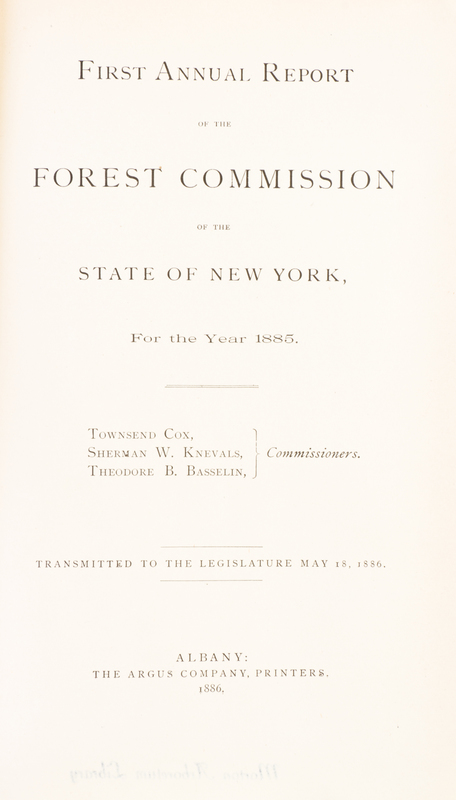 First Annual Report
OF THE
FOREST COMMISSION
OF THE
STATE OF NEW YORK,
For the Year 1885.
Townsend Cox,
Sherman W. Knevals,
Theodore B. Basselin,
Commissioners.
TRANSMITTED TO THE LEGISLATURE MAY 18, 1886.
ALBANY:
THE ARGUS COMPANY, PRINTERS.
1886.